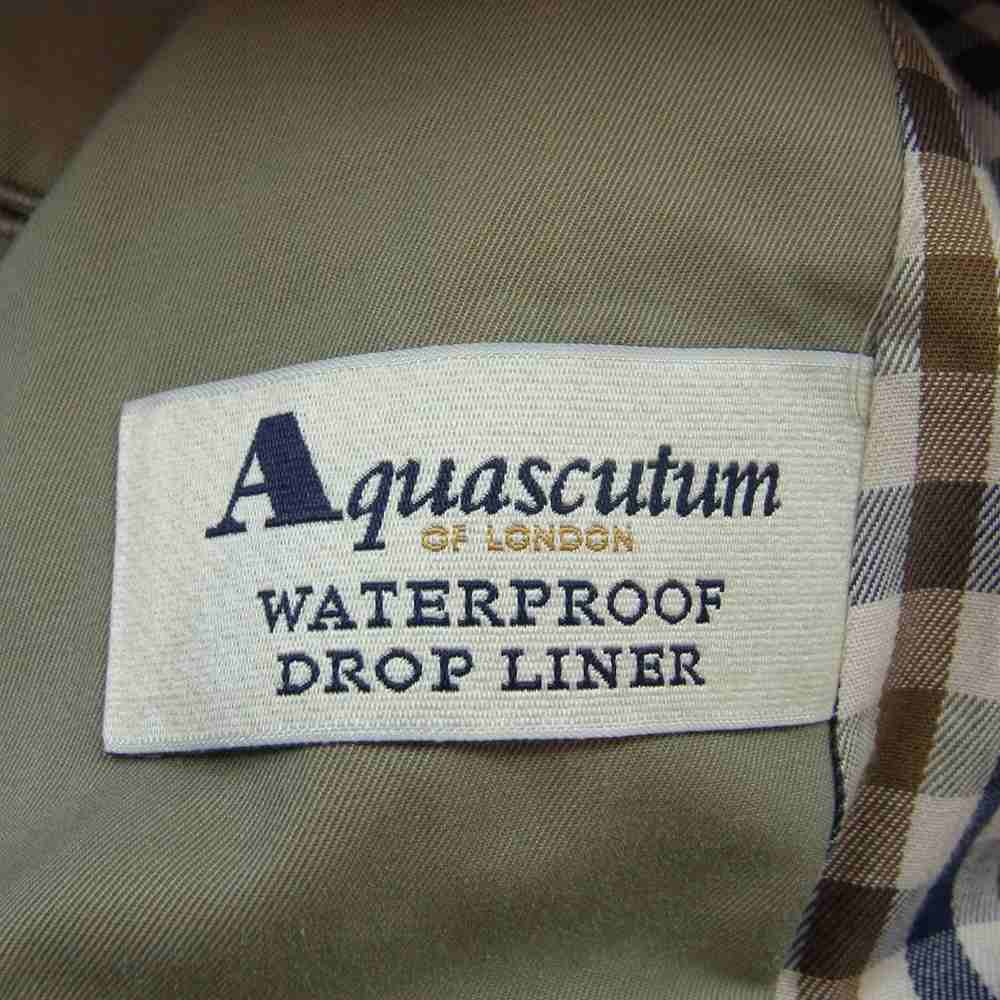 Aquascutum
OF LONDON
WATERPROOF
DROP LINER